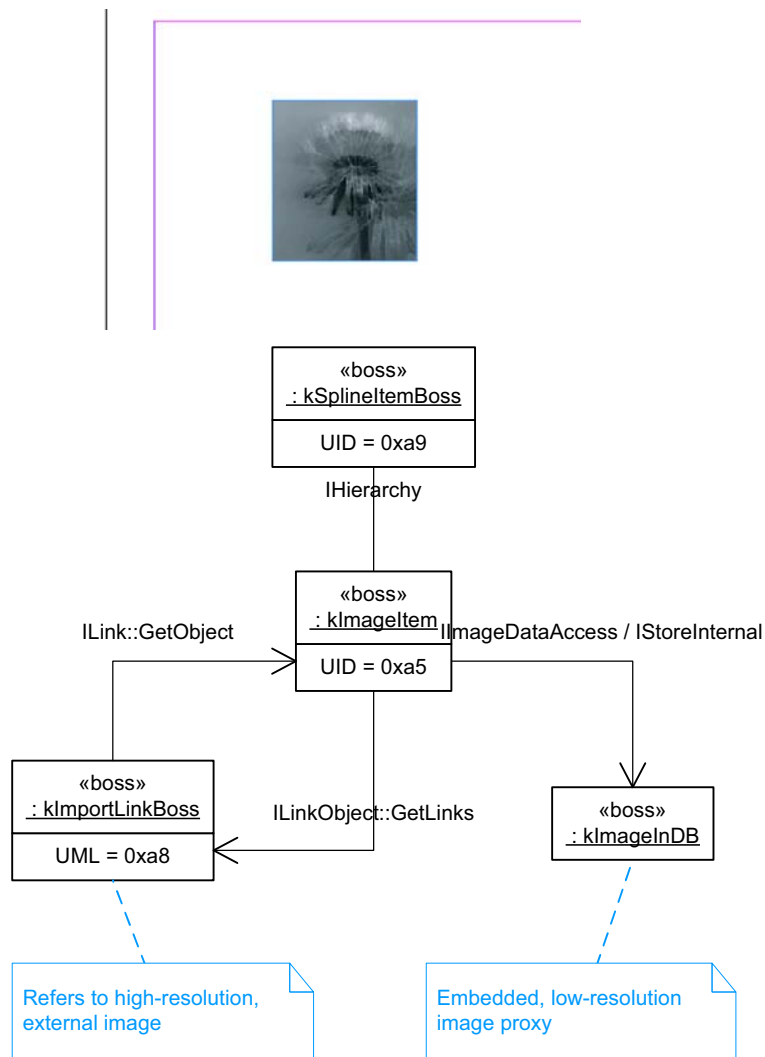 «boss»
: kSplineItemBoss
UID = 0xa9
IHierarchy
«boss»
: kImageItem
UID = 0xa5
ILink::GetObject
IImageDataAccess / IStoreInternal
«boss»
: kImportLinkBoss
UML = 0xa8
ILinkObject::GetLinks
«boss»
: kImageInDB
Refers to high-resolution,
external image
Embedded, low-resolution
image proxy